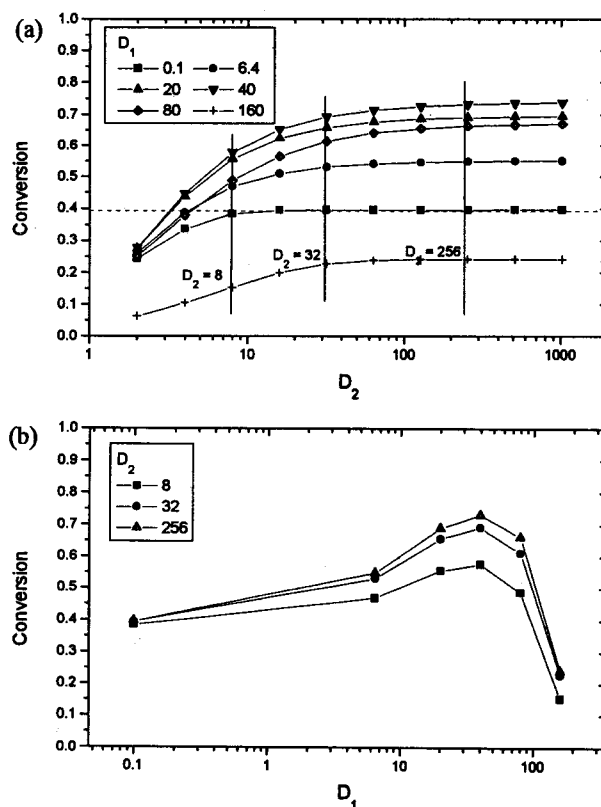 (a)
D1
0.1 6.4
20 40
80 160
1.0
0.9
0.8
0.7
0.6
0.5
0.4
0.3
0.2
0.1
0.0
Conversion
D2 = 8
D2 = 32
D2 = 256
1 10 100 1000
D2
(b)
D2
8
32
256
1.0
0.9
0.8
0.7
0.6
0.5
0.4
0.3
0.2
0.1
0.0
Conversion
0.1 1 10 100
D1